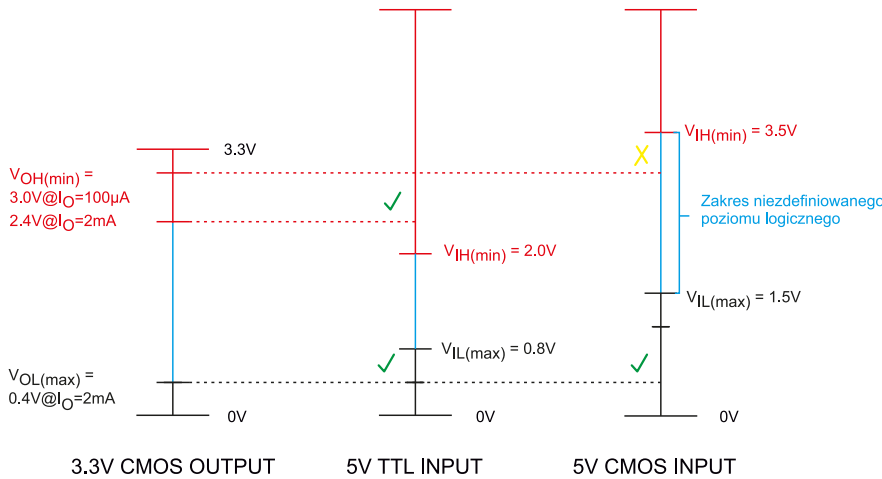 3.3V
VOH(min) =
3.0V@IO=100µA
2.4V@IO=2mA
VOL(max) =
0.4V@IO=2mA
0V
3.3V CMOS OUTPUT
VIH(min) = 2.0V
VIL(max) = 0.8V
0V
5V TTL INPUT
VIH(min) = 3.5V
Zakres niezdefiniowanego
poziomu logicznego
VIL(max) = 1.5V
0V
5V CMOS INPUT